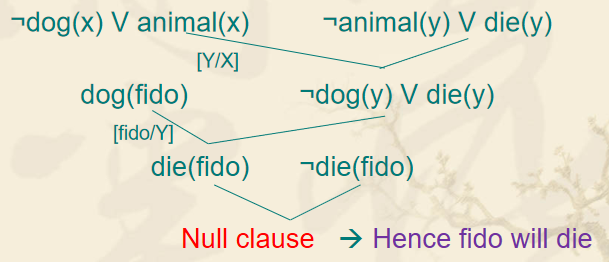 ¬dog(x) V animal(x) ¬animal(y) V die(y)
[Y/X]
dog(fido) ¬dog(y) V die(y)
[fido/Y]
die(fido) ¬die(fido)
Null clause → Hence fido will die